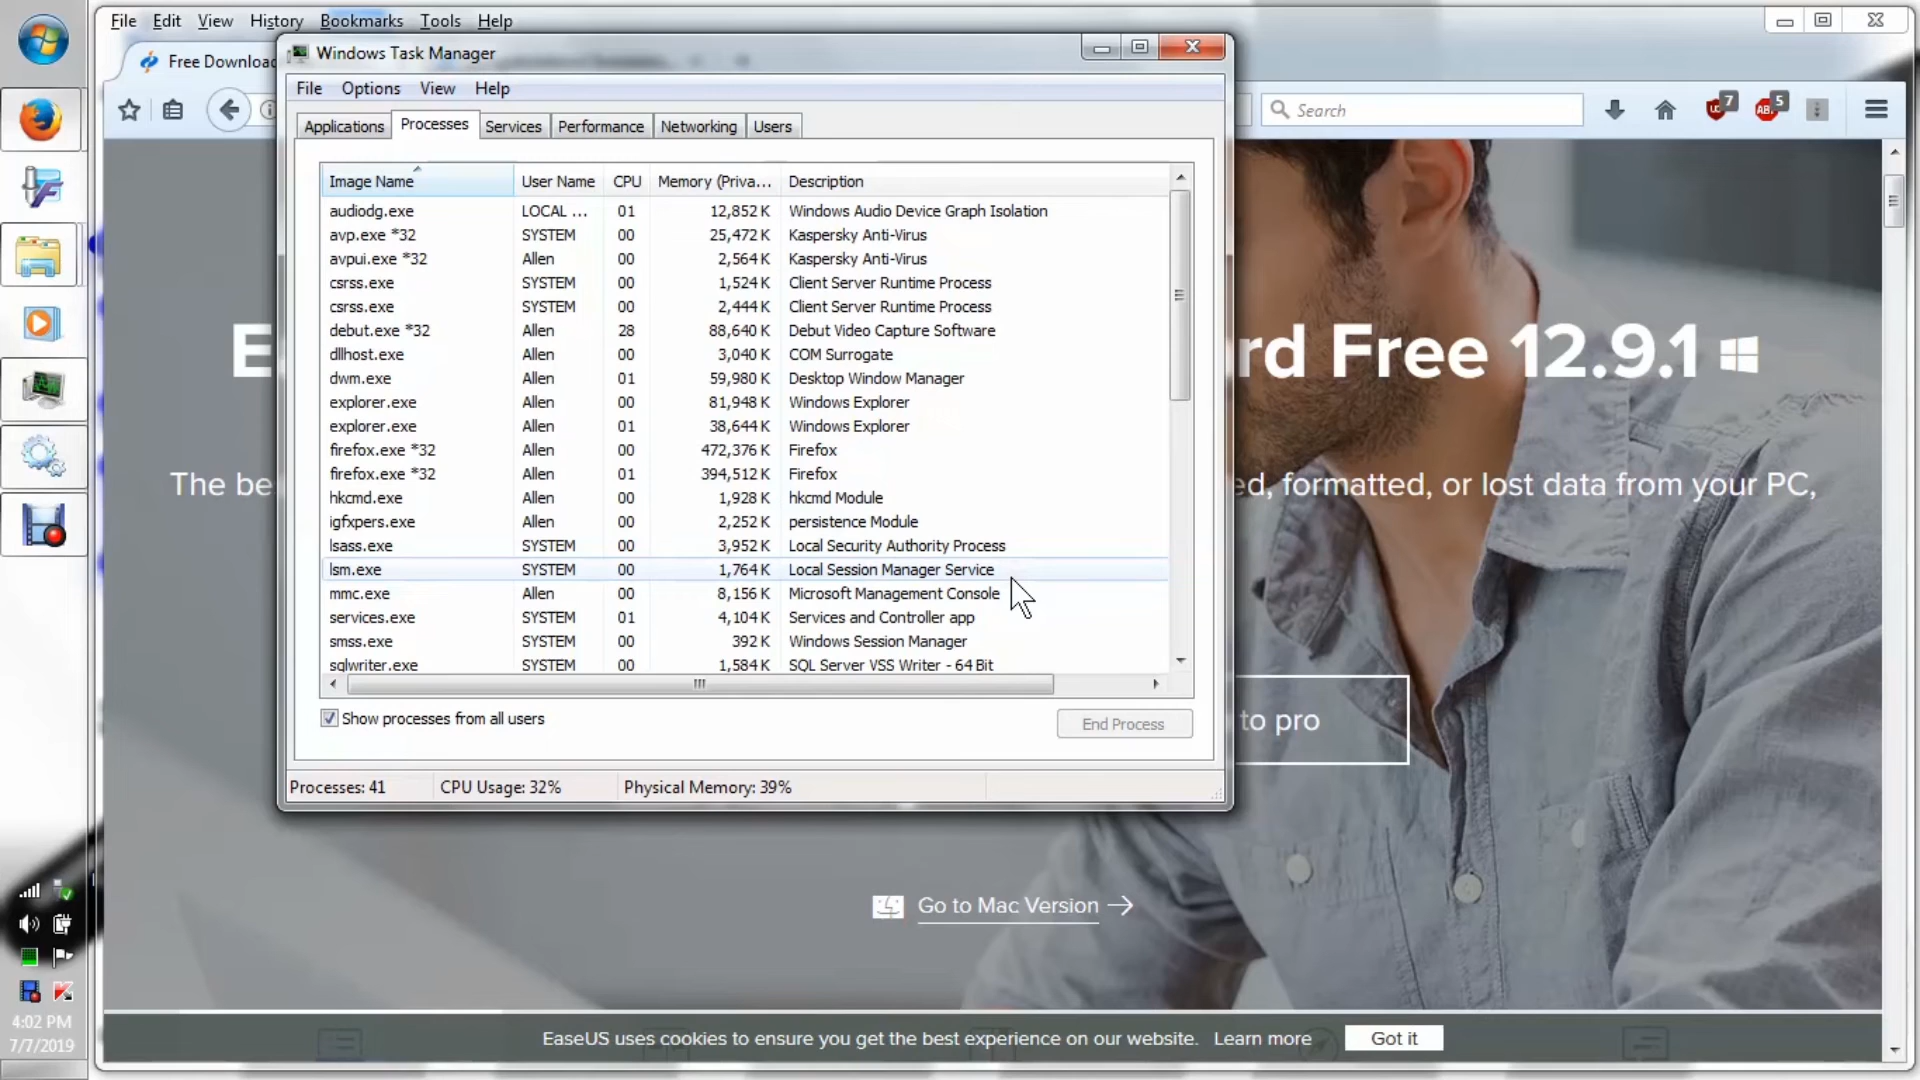 File Edit View History Bookmarks Tools Help
Free Downloa
Search
7
ABP
5
Windows Task Manager
File Options View Help
Applications Processes Services Performance Networking Users
Image Name User Name CPU Memory (Priva... Description
audiodg.exe LOCAL ... 01 12,852 K Windows Audio Device Graph Isolation
avp.exe *32 SYSTEM 00 25,472 K Kaspersky Anti-Virus
avpui.exe *32 Allen 00 2,564 K Kaspersky Anti-Virus
csrss.exe SYSTEM 00 1,524 K Client Server Runtime Process
csrss.exe SYSTEM 00 2,444 K Client Server Runtime Process
debut.exe *32 Allen 28 88,640 K Debut Video Capture Software
dllhost.exe Allen 00 3,040 K COM Surrogate
dwm.exe Allen 01 59,980 K Desktop Window Manager
explorer.exe Allen 00 81,948 K Windows Explorer
explorer.exe Allen 01 38,644 K Windows Explorer
firefox.exe *32 Allen 00 472,376 K Firefox
firefox.exe *32 Allen 01 394,512 K Firefox
hkcmd.exe Allen 00 1,928 K hkcmd Module
igfxpers.exe Allen 00 2,252 K persistence Module
lsass.exe SYSTEM 00 3,952 K Local Security Authority Process
lsm.exe SYSTEM 00 1,764 K Local Session Manager Service
mmc.exe Allen 00 8,156 K Microsoft Management Console
services.exe SYSTEM 01 4,104 K Services and Controller app
smss.exe SYSTEM 00 392 K Windows Session Manager
sqlwriter.exe SYSTEM 00 1,584 K SQL Server VSS Writer - 64 Bit
Show processes from all users
End Process
Processes: 41 CPU Usage: 32% Physical Memory: 39%
E
rd Free 12.9.1
The be
ed, formatted, or lost data from your PC,
to pro
Go to Mac Version
EaseUS uses cookies to ensure you get the best experience on our website. Learn more Got it
4:02 PM
7/7/2019